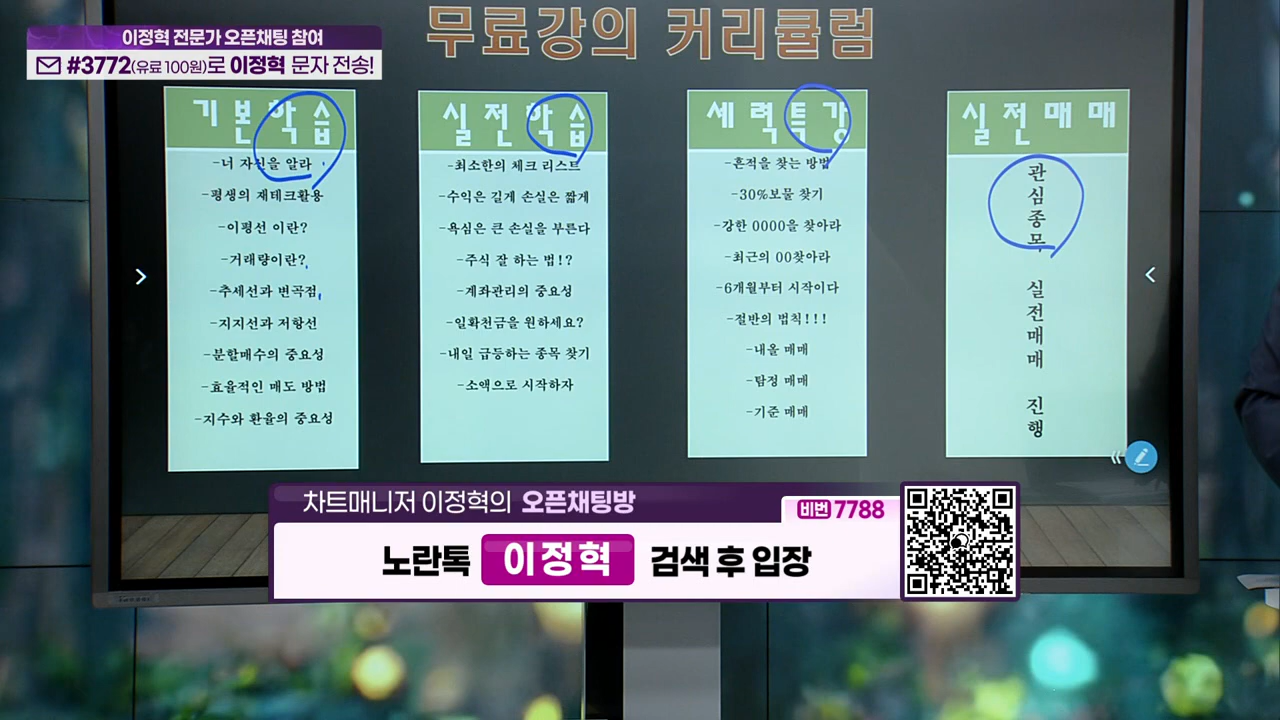 이정혁 전문가 오픈채팅 참여
#3772(유료 100원)로 이정혁 문자 전송!
무료강의 커리큘럼
기본학습
-너 자신을 알라
-평생의 재테크활용
-이평선 이란?
-거래량이란?
-추세선과 변곡점
-지지선과 저항선
-분할매수의 중요성
-효율적인 매도 방법
-지수와 환율의 중요성
실전학습
-최소한의 체크 리스트
-수익은 길게 손실은 짧게
-욕심은 큰 손실을 부른다
-주식 잘 하는 법!?
-계좌관리의 중요성
-일확천금을 원하세요?
-내일 급등하는 종목 찾기
-소액으로 시작하자
세력특강
-흔적을 찾는 방법
-30%보물 찾기
-강한 0000을 찾아라
-최근의 00찾아라
-6개월부터 시작이다
-절반의 법칙!!!
-내올 매매
-탐정 매매
-기준 매매
실전매매
관심종목 실전매매 진행
차트매니저 이정혁의 오픈채팅방
비번 7788
노란톡 이정혁 검색 후 입장